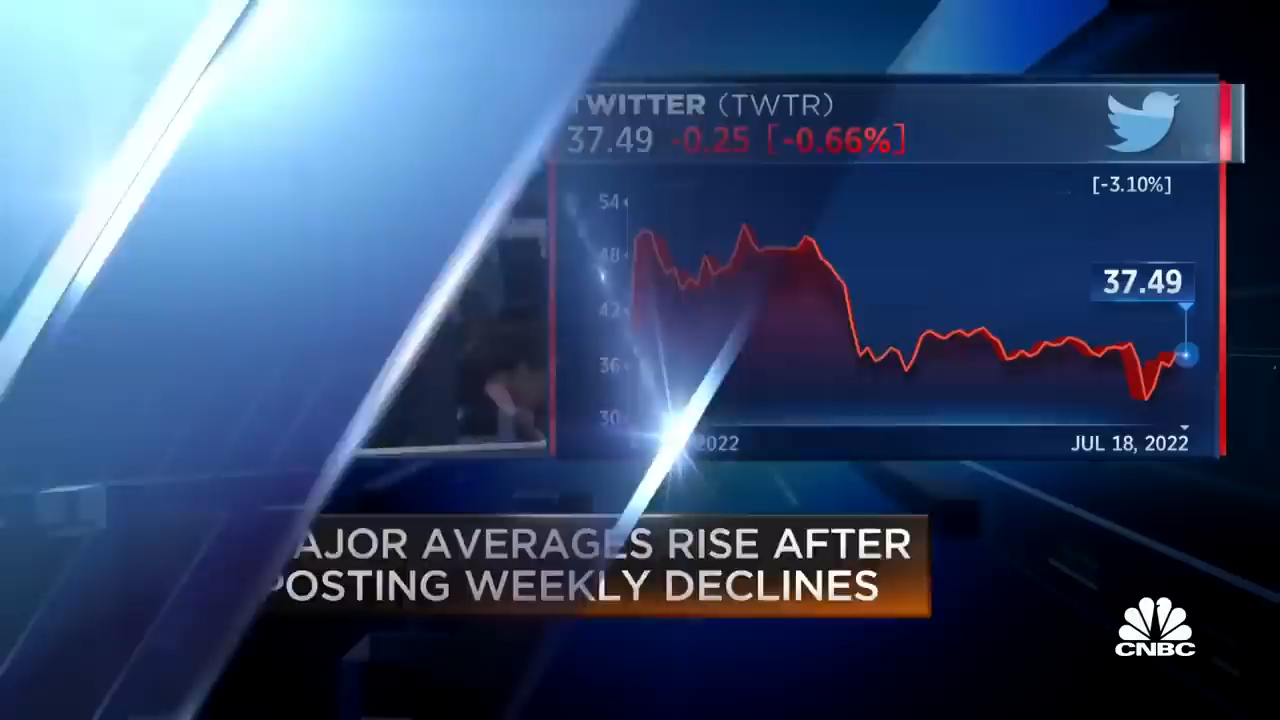 TWITTER (TWTR)
37.49 -0.25 [-0.66%]
[-3.10%]
54
48
42
36
30
37.49
2022
JUL 18, 2022
AJOR AVERAGES RISE AFTER
POSTING WEEKLY DECLINES
CNBC